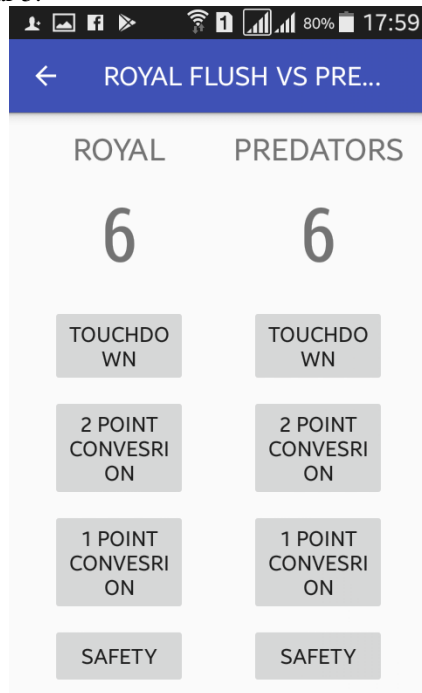 1 80% 17:59
← ROYAL FLUSH VS PRE...
ROYAL PREDATORS
6 6
TOUCHDO TOUCHDO
WN WN
2 POINT 2 POINT
CONVESRI CONVESRI
ON ON
1 POINT 1 POINT
CONVESRI CONVESRI
ON ON
SAFETY SAFETY